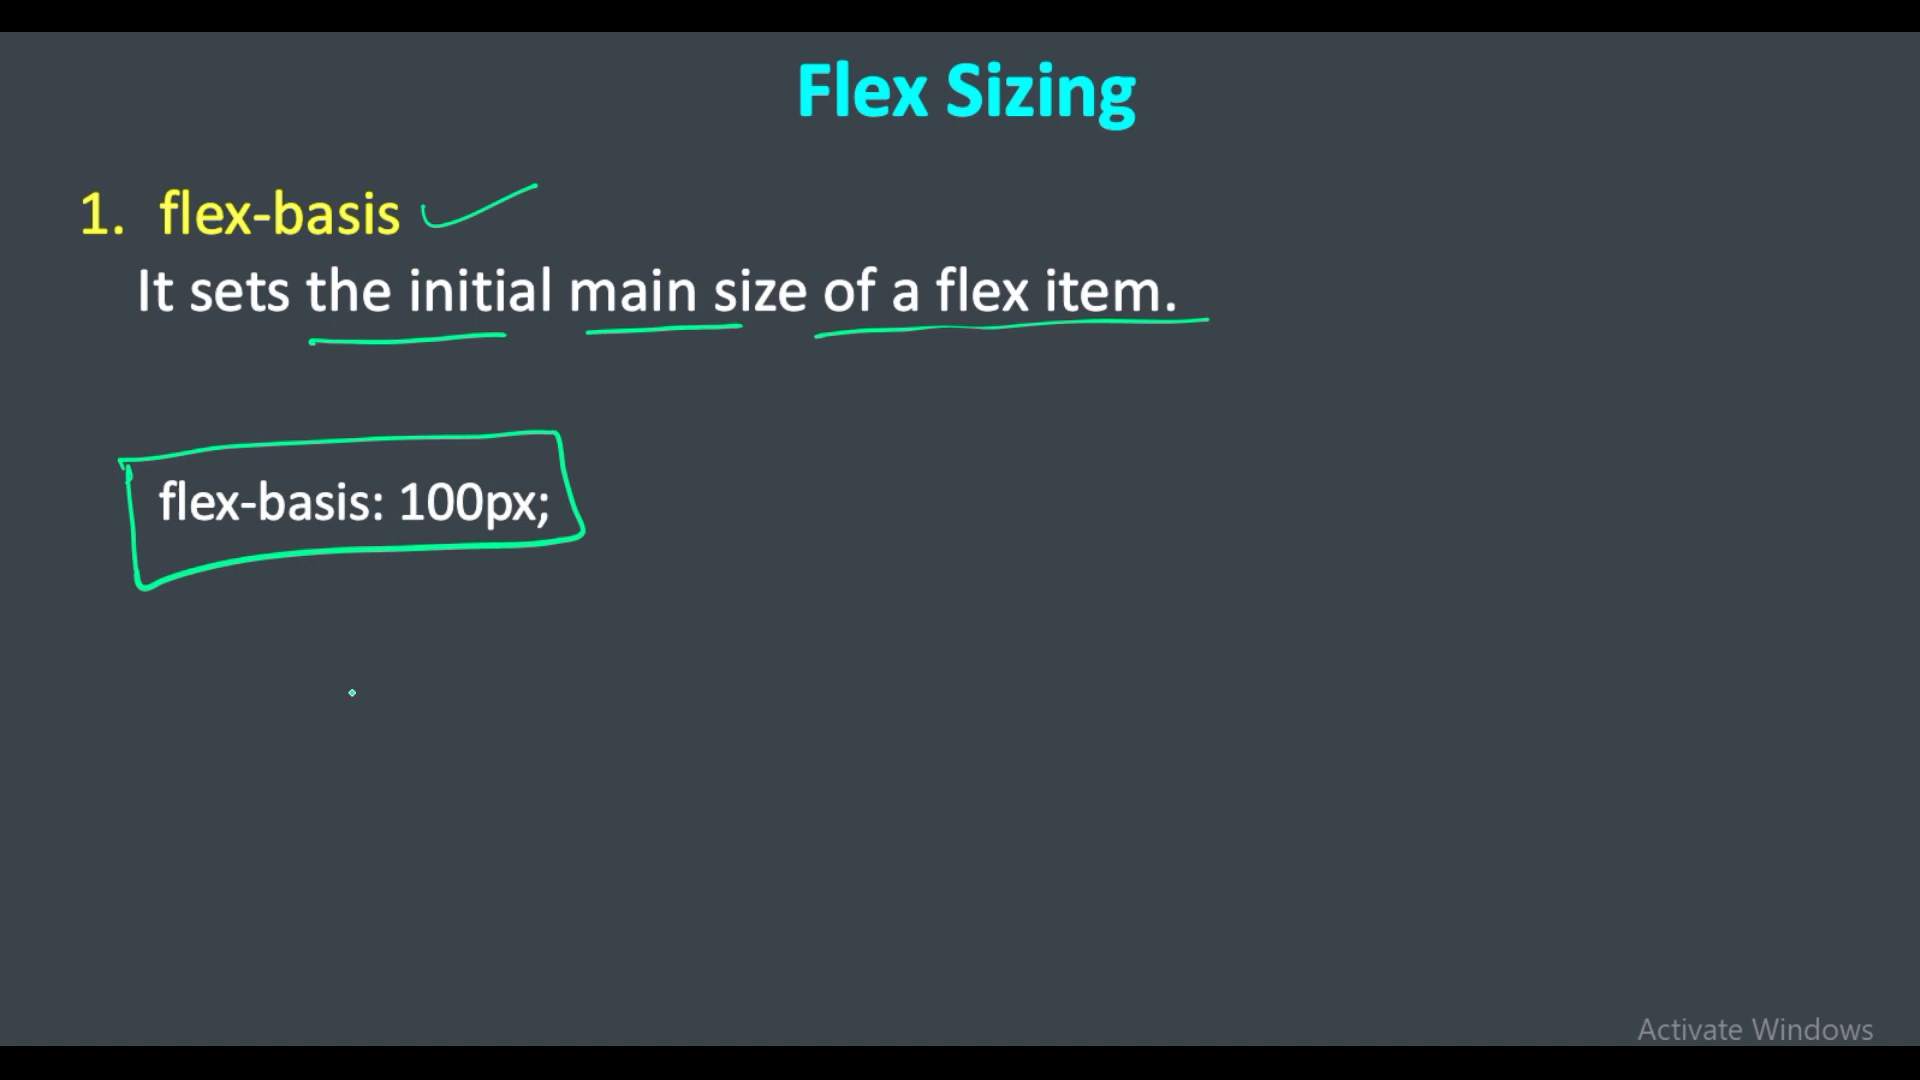 Flex Sizing
1. flex-basis
It sets the initial main size of a flex item.
flex-basis: 100px;
Activate Windows